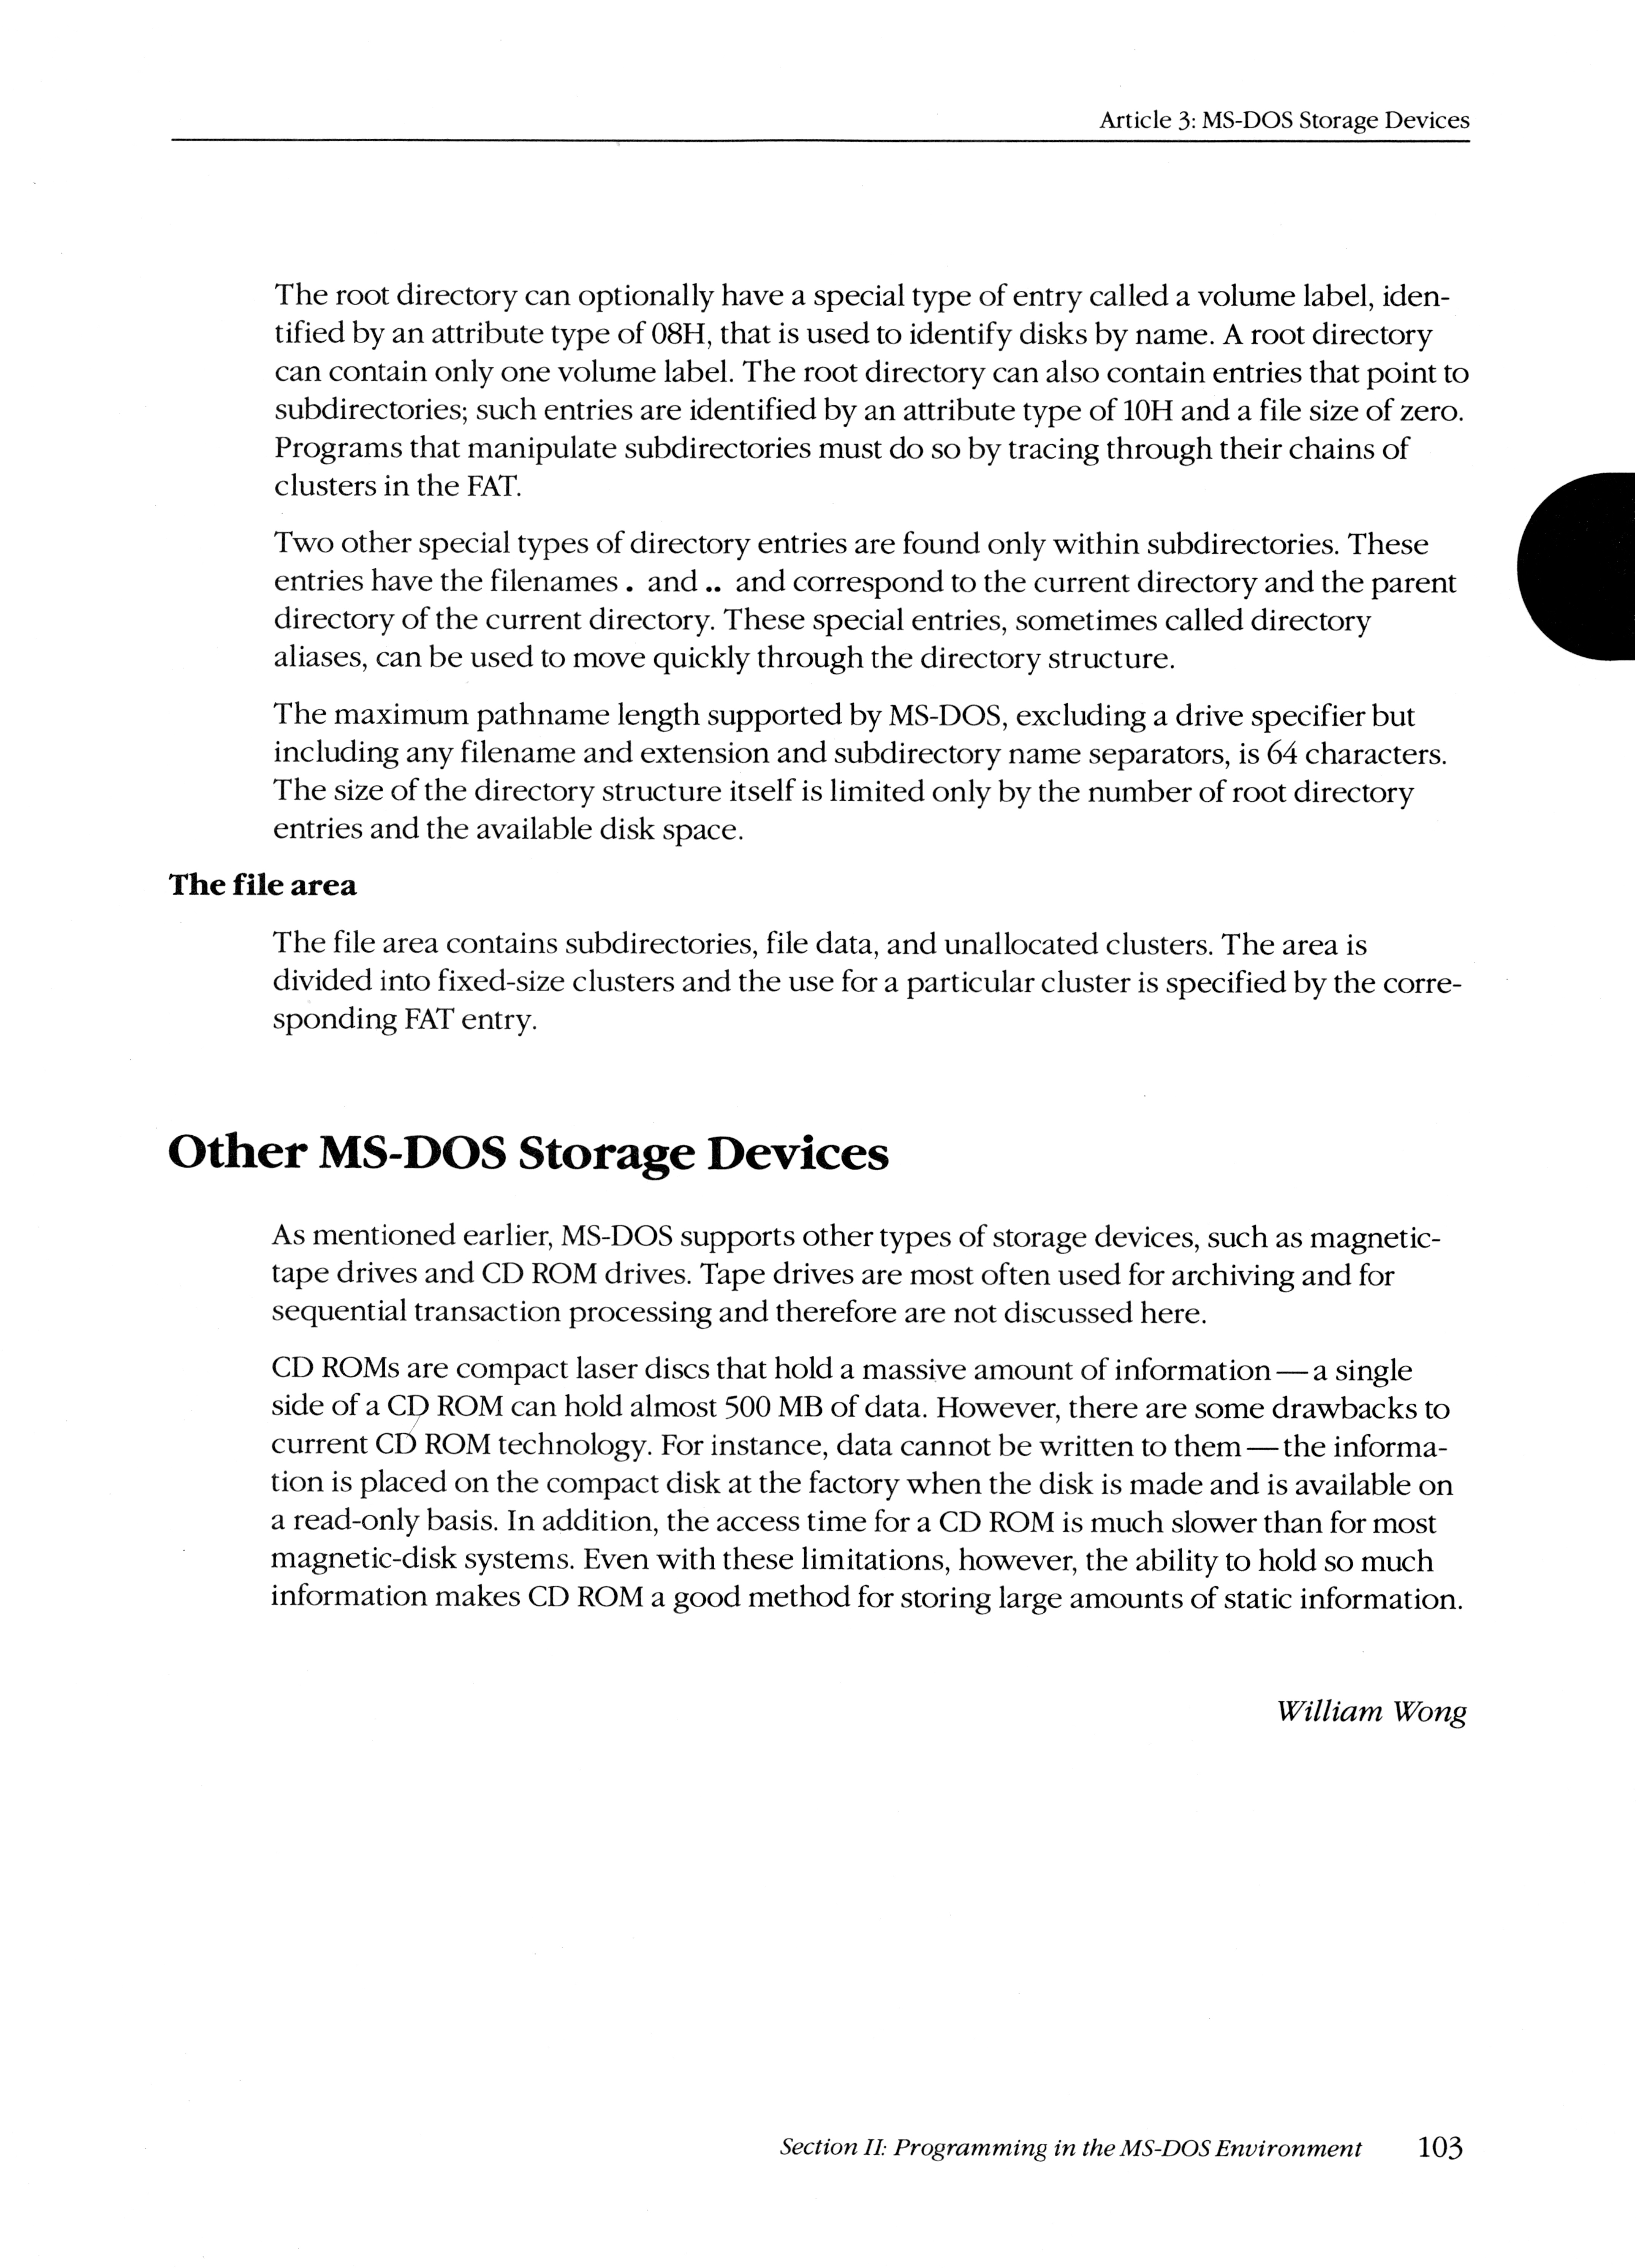 Article 3: MS-DOS Storage Devices
The root directory can optionally have a special type of entry called a volume label, iden-
tified by an attribute type of 08H, that is used to identify disks by name. A root directory
can contain only one volume label. The root directory can also contain entries that point to
subdirectories; such entries are identified by an attribute type of 10H and a file size of zero.
Programs that manipulate subdirectories must do so by tracing through their chains of
clusters in the FAT.
Two other special types of directory entries are found only within subdirectories. These
entries have the filenames . and .. and correspond to the current directory and the parent
directory of the current directory. These special entries, sometimes called directory
aliases, can be used to move quickly through the directory structure.
The maximum pathname length supported by MS-DOS, excluding a drive specifier but
including any filename and extension and subdirectory name separators, is 64 characters.
The size of the directory structure itself is limited only by the number of root directory
entries and the available disk space.
The file area
The file area contains subdirectories, file data, and unallocated clusters. The area is
divided into fixed-size clusters and the use for a particular cluster is specified by the corre-
sponding FAT entry.
Other MS-DOS Storage Devices
As mentioned earlier, MS-DOS supports other types of storage devices, such as magnetic-
tape drives and CD ROM drives. Tape drives are most often used for archiving and for
sequential transaction processing and therefore are not discussed here.
CD ROMs are compact laser discs that hold a massive amount of information — a single
side of a CD ROM can hold almost 500 MB of data. However, there are some drawbacks to
current CD ROM technology. For instance, data cannot be written to them — the informa-
tion is placed on the compact disk at the factory when the disk is made and is available on
a read-only basis. In addition, the access time for a CD ROM is much slower than for most
magnetic-disk systems. Even with these limitations, however, the ability to hold so much
information makes CD ROM a good method for storing large amounts of static information.
William Wong
Section II: Programming in the MS-DOS Environment 103